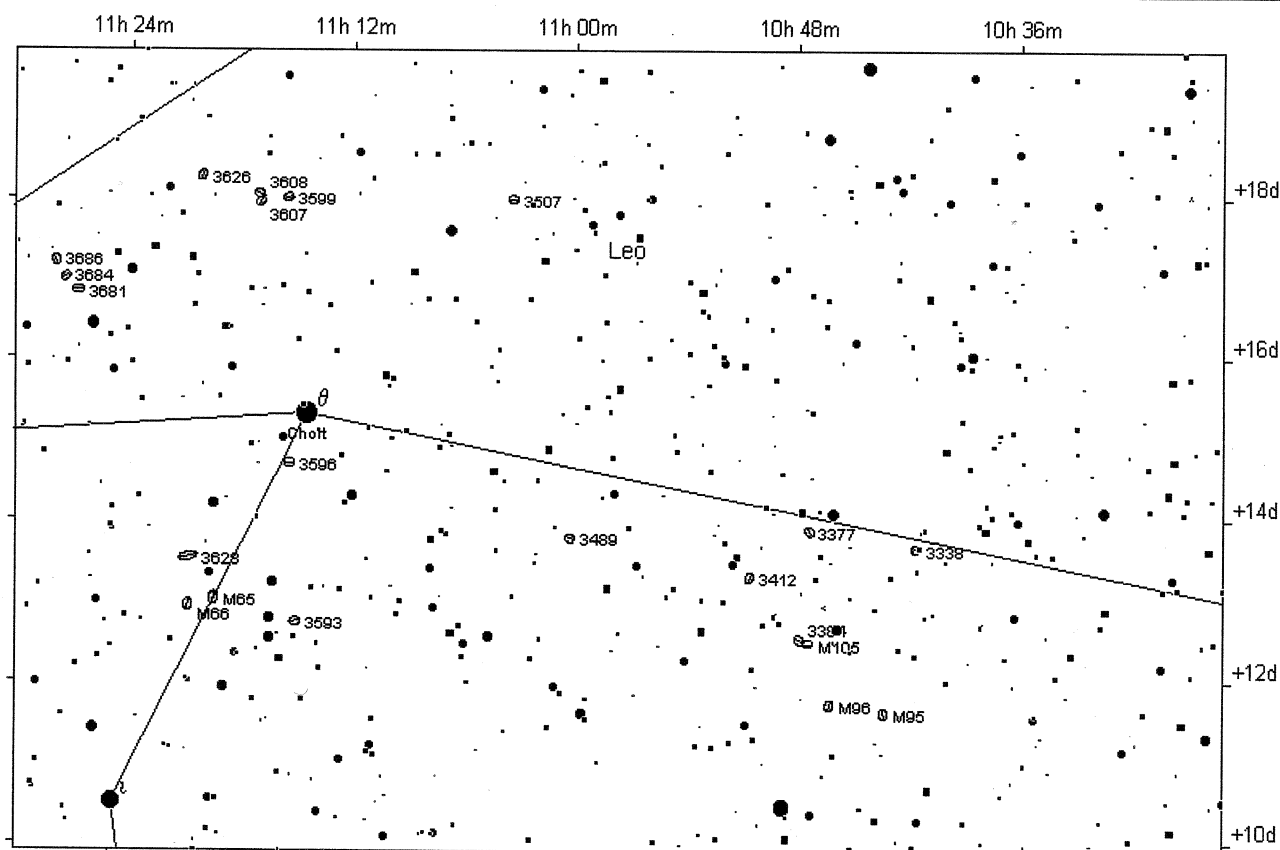 11h 24m
11h 12m
11h 00m
10h 48m
10h 36m
3626
3608
3599
3607
3507
+18d
Leo
3686
3684
3681
+16d
θ
Chort
3596
+14d
3489
3377
3338
3628
3412
M65
M66
3593
3384
M105
+12d
M96
M95
ι
+10d